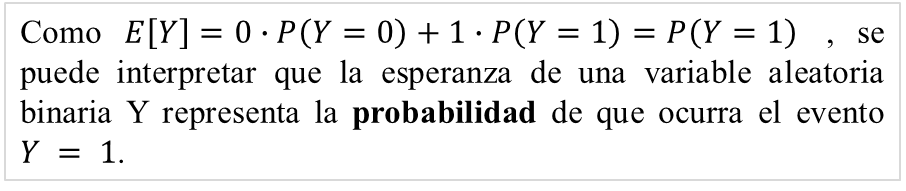 Como E[Y] = 0 · P(Y = 0) + 1 · P(Y = 1) = P(Y = 1) , se
puede interpretar que la esperanza de una variable aleatoria
binaria Y representa la probabilidad de que ocurra el evento
Y = 1.